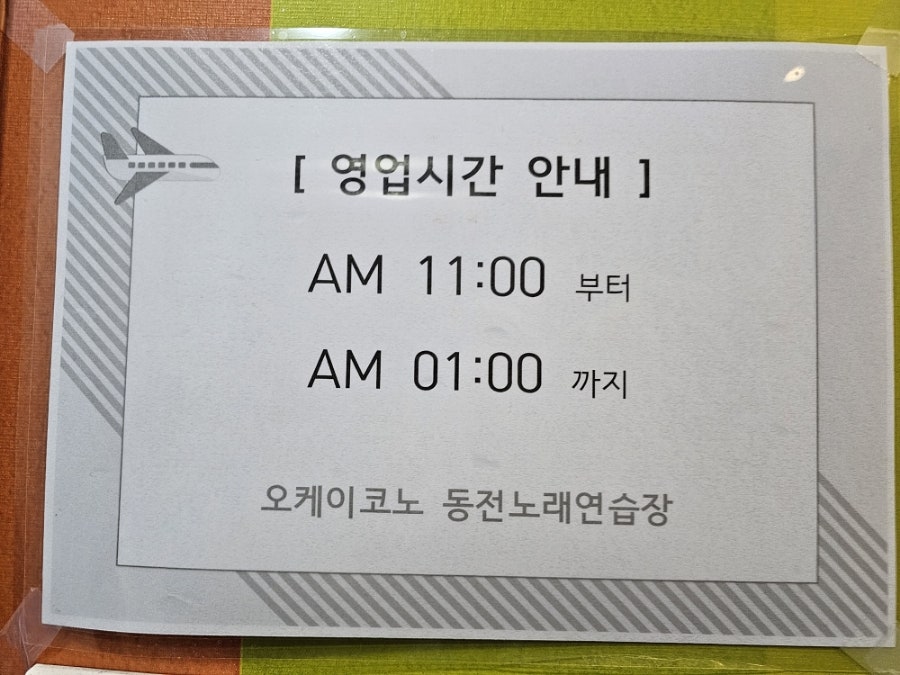 [ 영업시간 안내 ]
AM 11:00 부터
AM 01:00 까지
오케이코노 동전노래연습장